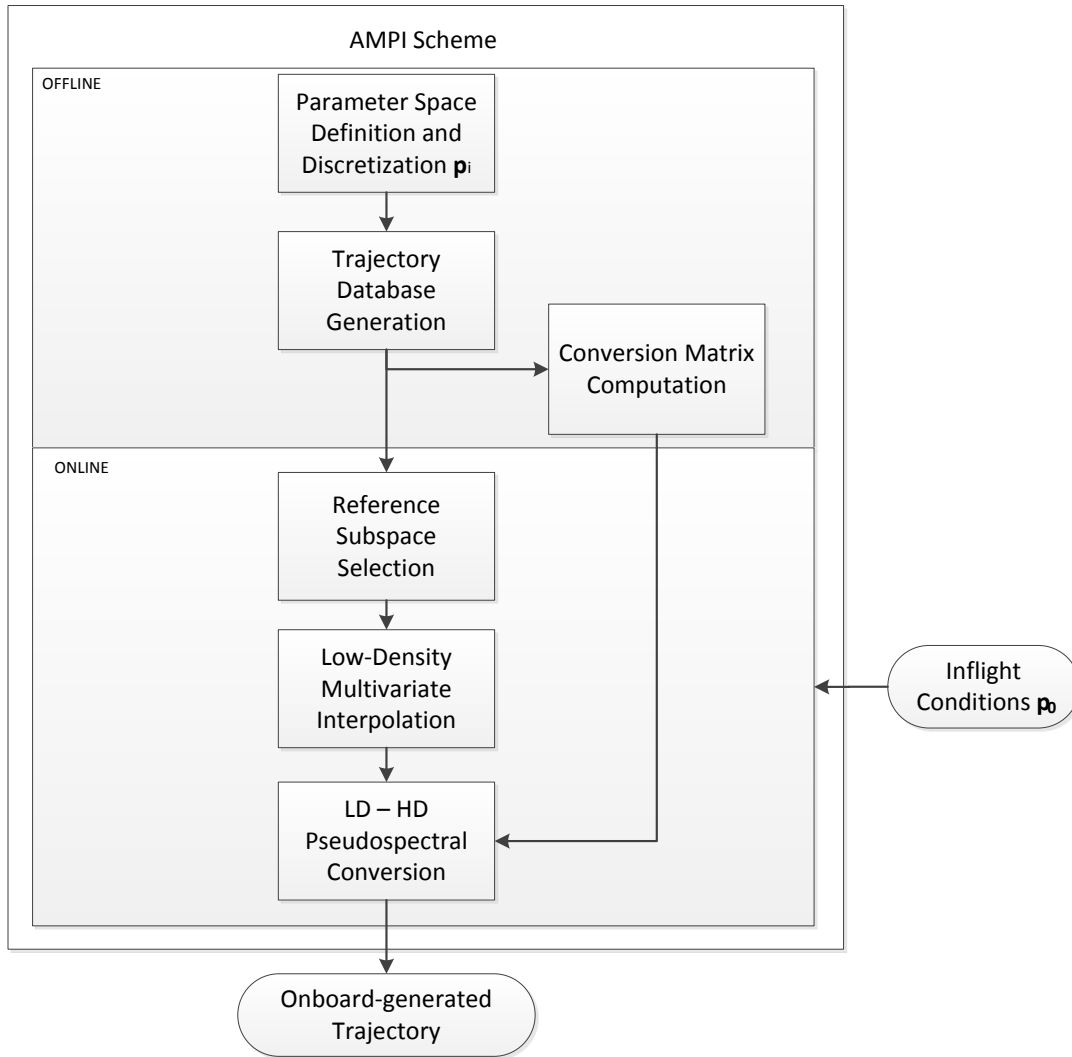 AMPI Scheme
OFFLINE
Parameter Space
Definition and
Discretization pi
Trajectory
Database
Generation
Conversion Matrix
Computation
ONLINE
Reference
Subspace
Selection
Low-Density
Multivariate
Interpolation
Inflight
Conditions p0
LD – HD
Pseudospectral
Conversion
Onboard-generated
Trajectory